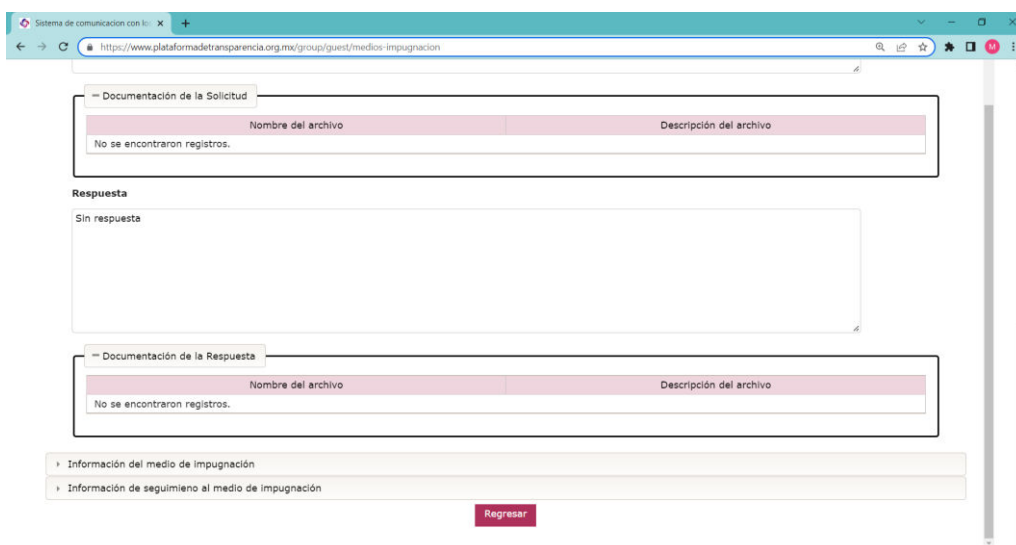 Sistema de comunicacion con lo
https://www.plataformadetransparencia.org.mx/group/guest/medios-impugnacion
M
Documentación de la Solicitud
Nombre del archivo Descripción del archivo
No se encontraron registros.
Respuesta
Sin respuesta
Documentación de la Respuesta
Nombre del archivo Descripción del archivo
No se encontraron registros.
Información del medio de impugnación
Información de seguimieno al medio de impugnación
Regresar